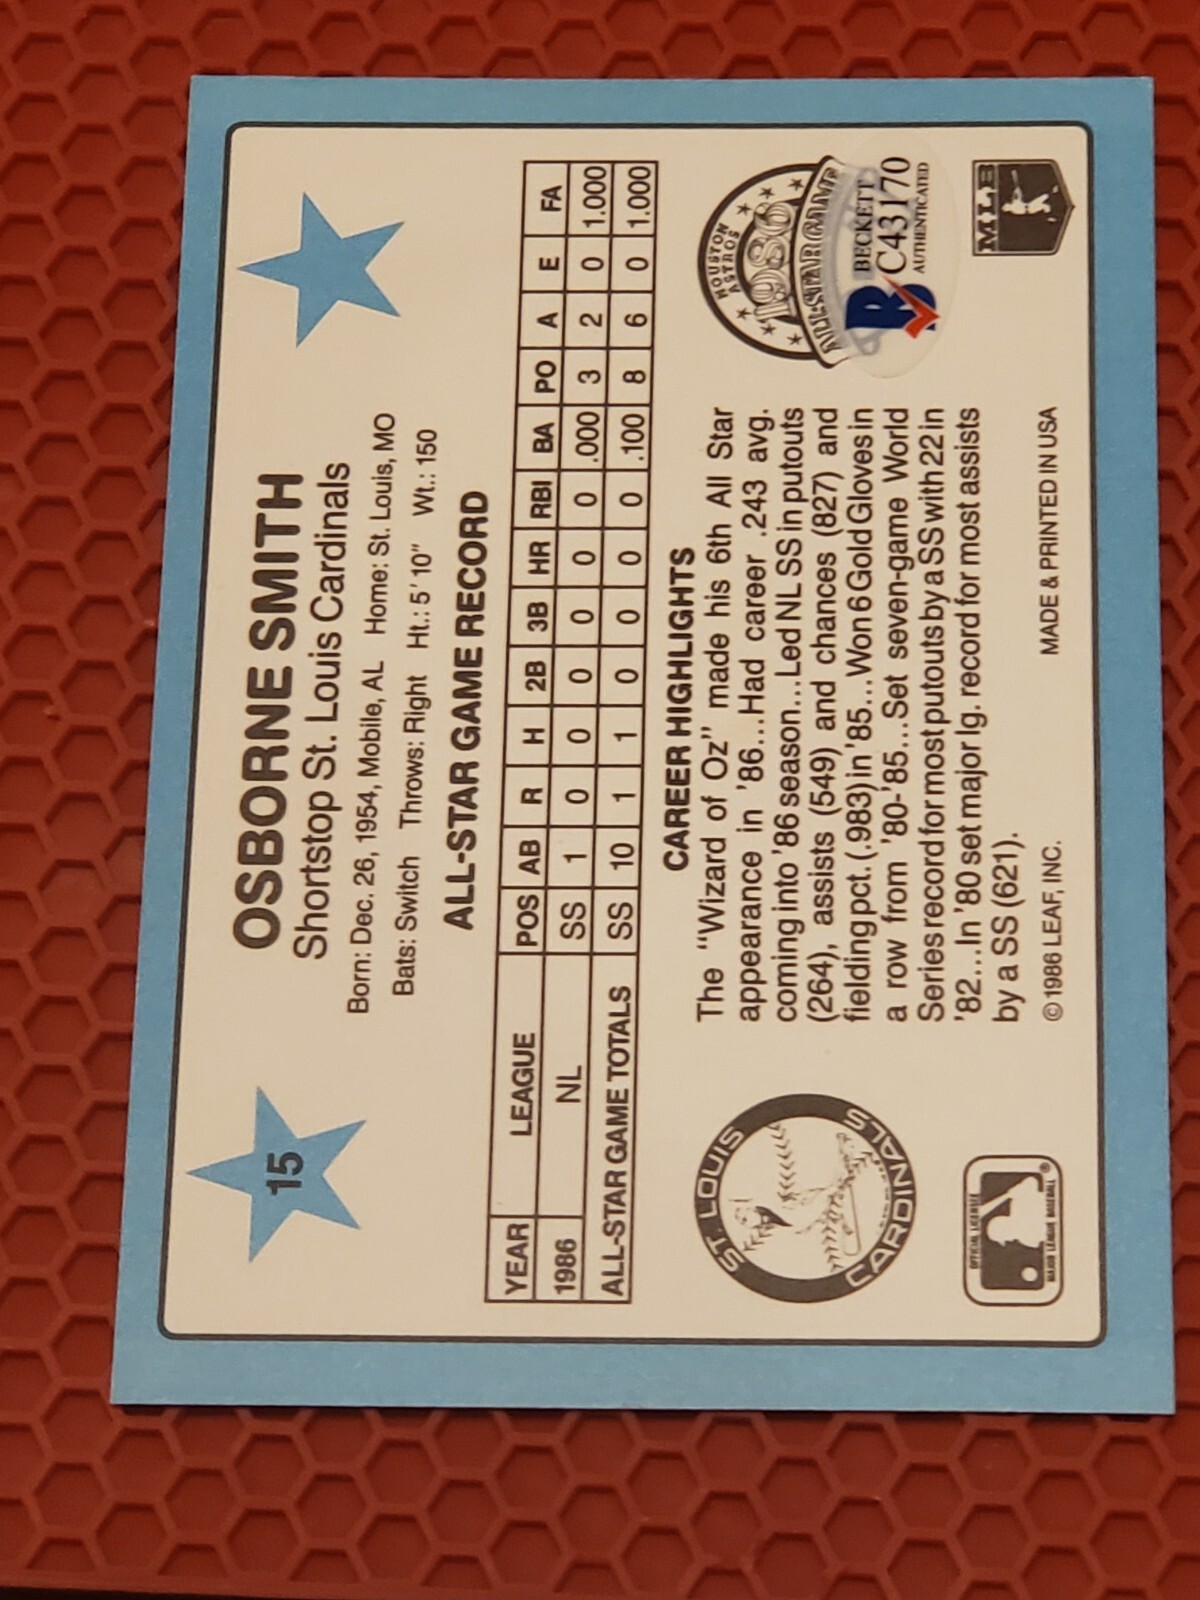 15
OSBORNE SMITH
Shortstop St. Louis Cardinals
Born: Dec. 26, 1954, Mobile, AL Home: St. Louis, MO
Bats: Switch Throws: Right Ht.: 5' 10" Wt.: 150
ALL-STAR GAME RECORD
YEAR LEAGUE POS AB R H 2B 3B HR RBI BA PO A E FA
1986 NL SS 1 0 0 0 0 0 0 .000 3 2 0 1.000
ALL-STAR GAME TOTALS SS 10 1 1 0 0 0 0 .100 8 6 0 1.000
CAREER HIGHLIGHTS
The "Wizard of Oz" made his 6th All Star
appearance in '86...Had career .243 avg.
coming into '86 season...Led NL SS in putouts
(264), assists (549) and chances (827) and
fielding pct. (.983) in '85...Won 6 Gold Gloves in
a row from '80-'85...Set seven-game World
Series record for most putouts by a SS with 22 in
'82...In '80 set major lg. record for most assists
by a SS (621).
© 1986 LEAF, INC. MADE & PRINTED IN USA
ST. LOUIS
CARDINALS
OFFICIAL LICENSEE
MAJOR LEAGUE BASEBALL®
HOUSTON
ASTROS
1986
ALL-STAR GAME
BECKETT
C43170
AUTHENTICATED
B
MLB